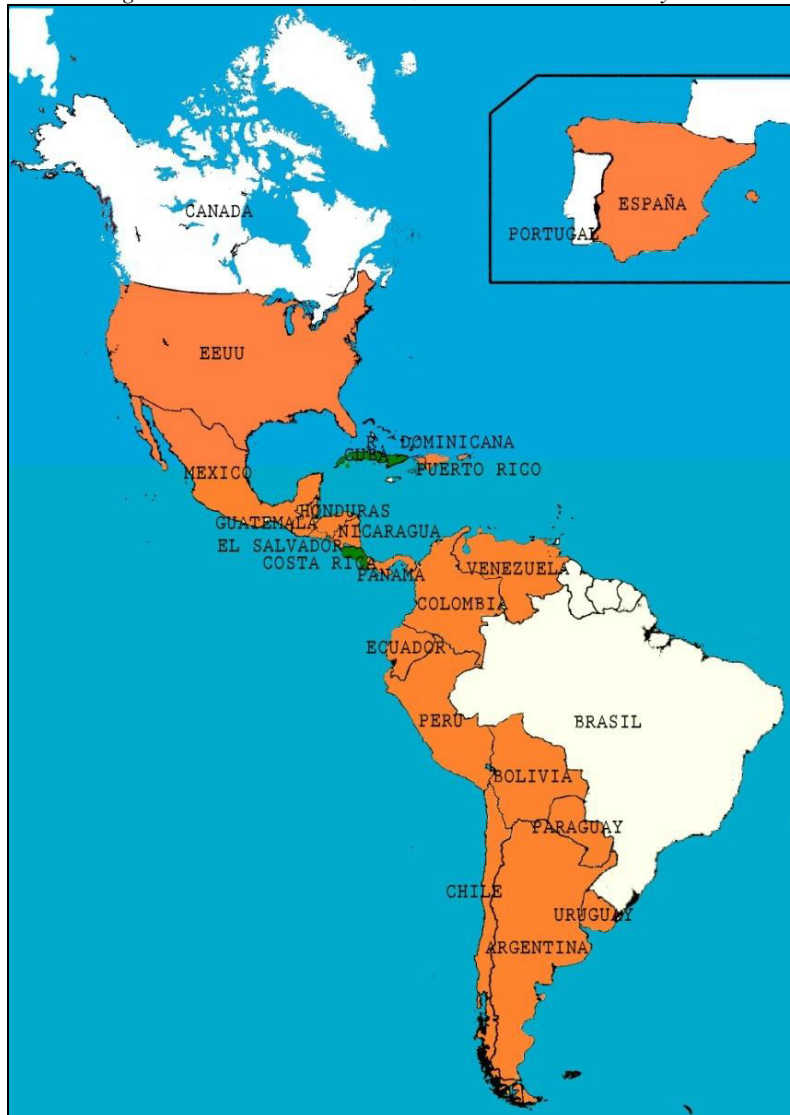 CANADA
ESPAÑA
PORTUGAL
EEUU
R. DOMINICANA
CUBA
PUERTO RICO
MEXICO
HONDURAS
GUATEMALA
NICARAGUA
EL SALVADOR
COSTA RICA
PANAMA
VENEZUELA
COLOMBIA
ECUADOR
PERU
BRASIL
BOLIVIA
PARAGUAY
CHILE
URUGUAY
ARGENTINA